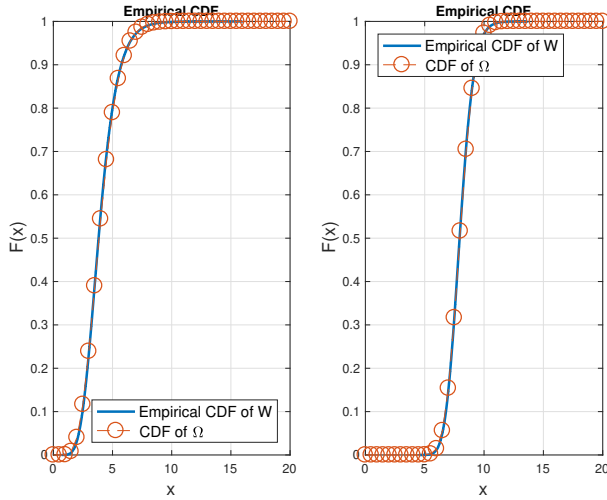 Empirical CDF
1
0.9
0.8
0.7
0.6
0.5
0.4
0.3
0.2
0.1
0
F(x)
Empirical CDF of W
CDF of Ω
0 5 10 15 20
x
Empirical CDF
1
0.9
0.8
0.7
0.6
0.5
0.4
0.3
0.2
0.1
0
F(x)
Empirical CDF of W
CDF of Ω
0 5 10 15 20
x